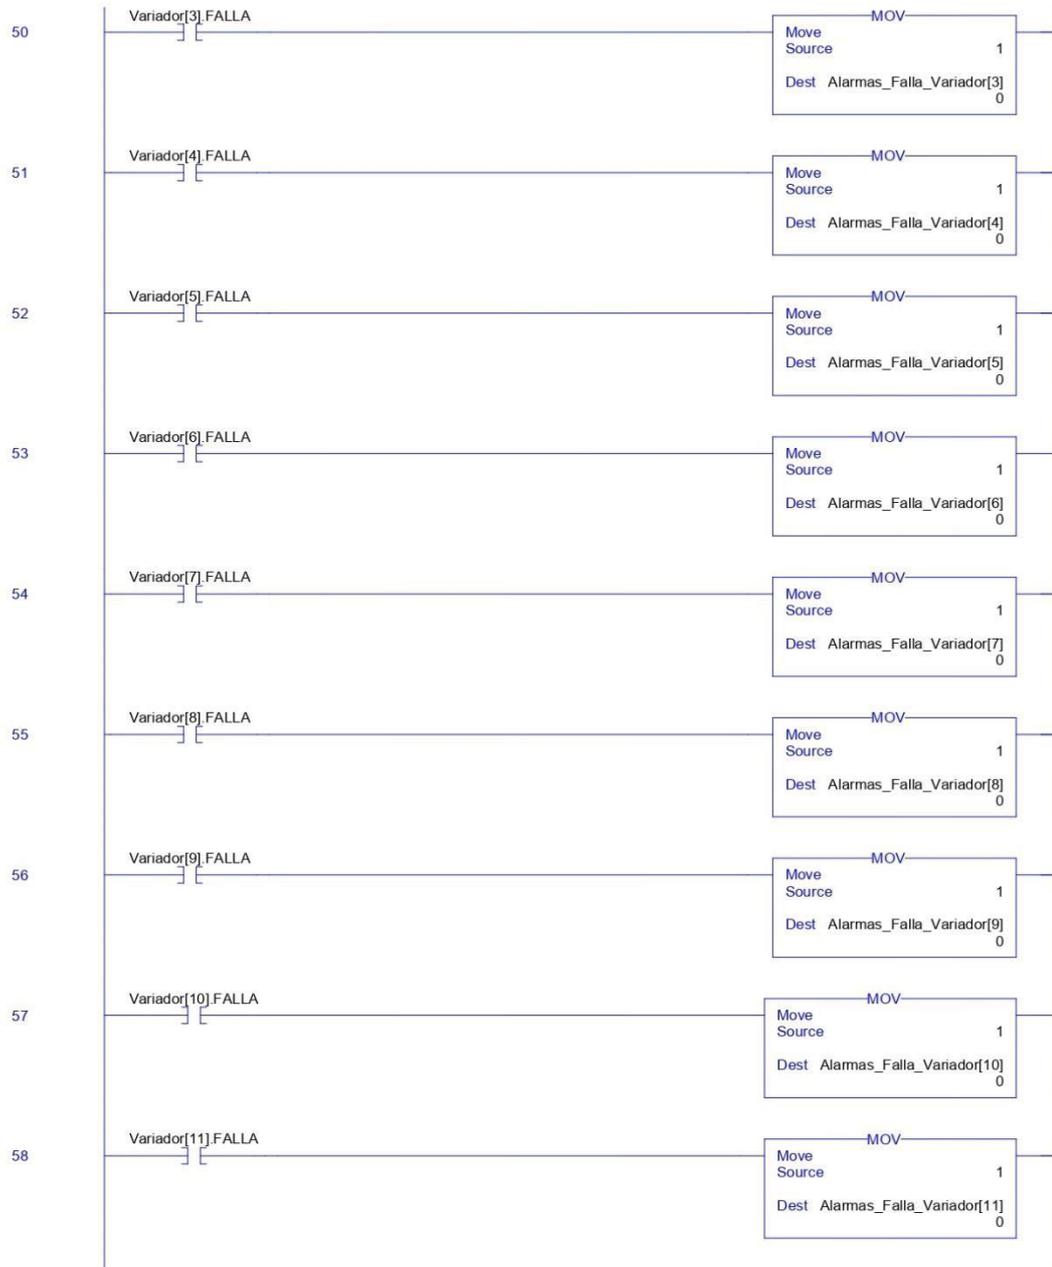 Variador[3].FALLA
50
MOV
Move
Source 1
Dest Alarmas_Falla_Variador[3]
0
Variador[4].FALLA
51
MOV
Move
Source 1
Dest Alarmas_Falla_Variador[4]
0
Variador[5].FALLA
52
MOV
Move
Source 1
Dest Alarmas_Falla_Variador[5]
0
Variador[6].FALLA
53
MOV
Move
Source 1
Dest Alarmas_Falla_Variador[6]
0
Variador[7].FALLA
54
MOV
Move
Source 1
Dest Alarmas_Falla_Variador[7]
0
Variador[8].FALLA
55
MOV
Move
Source 1
Dest Alarmas_Falla_Variador[8]
0
Variador[9].FALLA
56
MOV
Move
Source 1
Dest Alarmas_Falla_Variador[9]
0
Variador[10].FALLA
57
MOV
Move
Source 1
Dest Alarmas_Falla_Variador[10]
0
Variador[11].FALLA
58
MOV
Move
Source 1
Dest Alarmas_Falla_Variador[11]
0